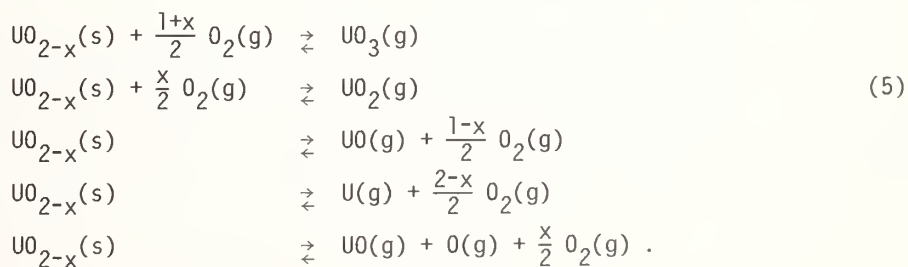 UO₂₋ₓ(s) + (1+x)/2 O₂(g) ⇄ UO₃(g)
UO₂₋ₓ(s) + x/2 O₂(g) ⇄ UO₂(g) (5)
UO₂₋ₓ(s) ⇄ UO(g) + (1-x)/2 O₂(g)
UO₂₋ₓ(s) ⇄ U(g) + (2-x)/2 O₂(g)
UO₂₋ₓ(s) ⇄ UO(g) + O(g) + x/2 O₂(g) .